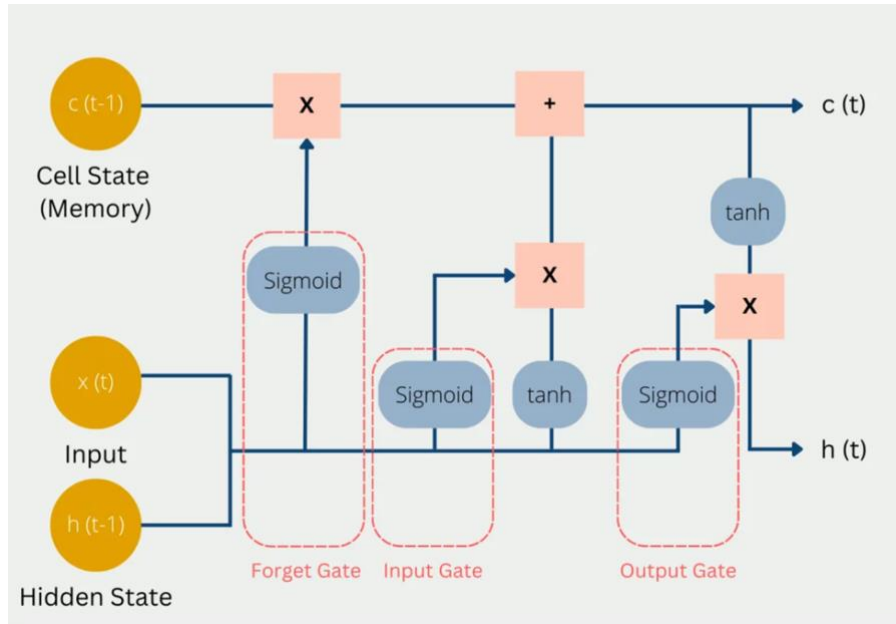 c (t-1)
X
+
c (t)
Cell State
(Memory)
tanh
Sigmoid
X
X
x (t)
Sigmoid
tanh
Sigmoid
Input
h (t)
h (t-1)
Forget Gate
Input Gate
Output Gate
Hidden State